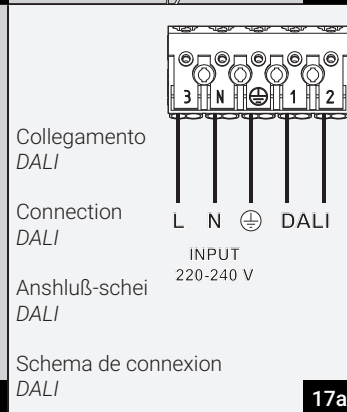 3 N ⏚ 1 2
Collegamento
DALI
Connection
DALI
Anshluß-schei
DALI
Schema de connexion
DALI
L N ⏚ DALI
INPUT
220-240 V
17a